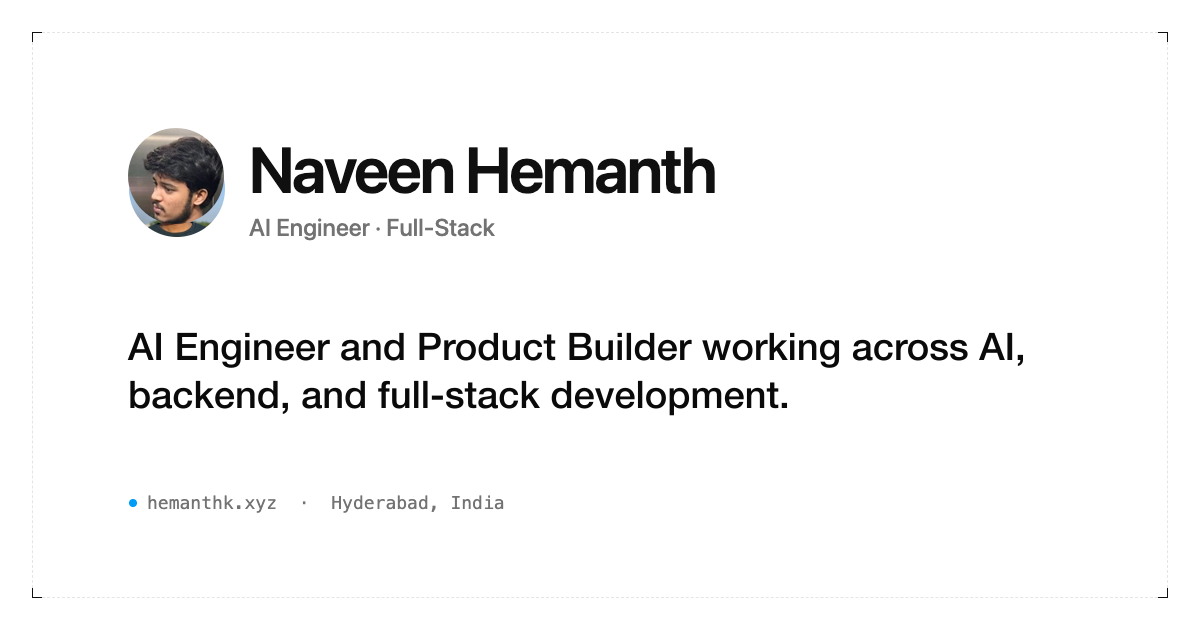 Naveen Hemanth
AI Engineer · Full-Stack
AI Engineer and Product Builder working across AI,
backend, and full-stack development.
hemanthk.xyz · Hyderabad, India